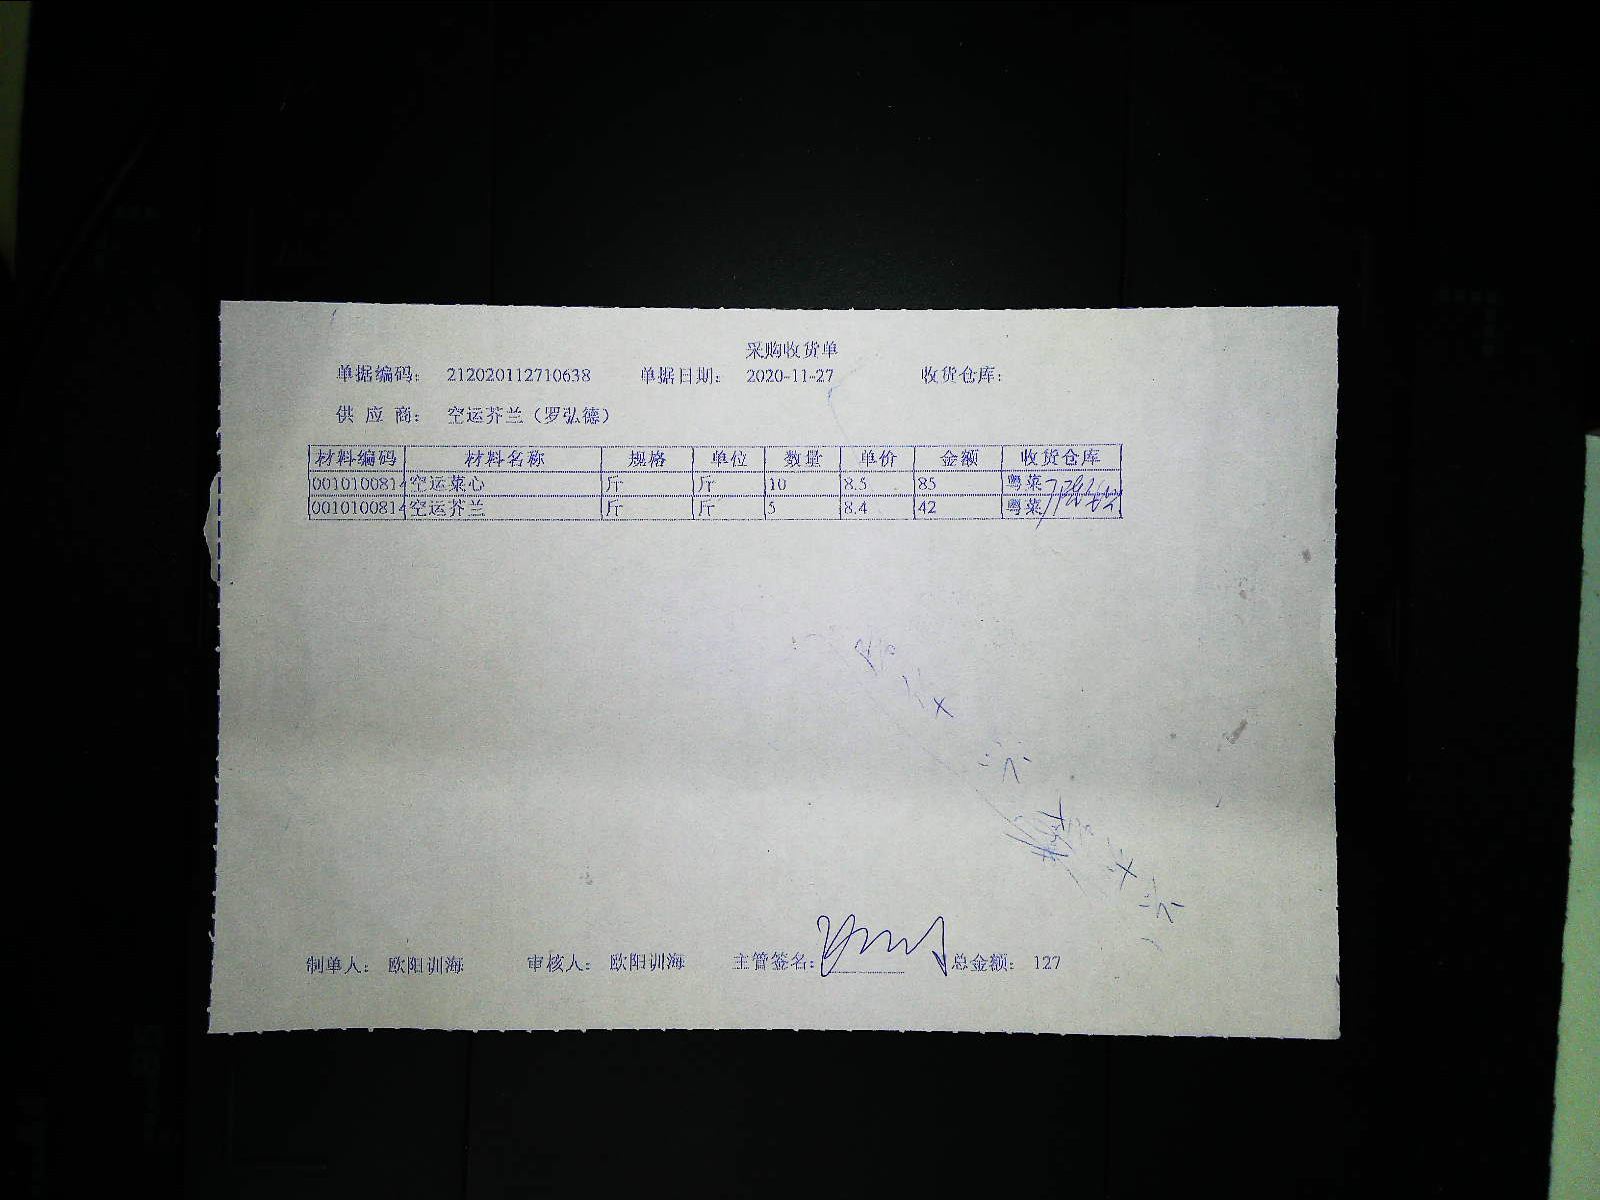 采购收货单
单据编码： 212020112710638 单据日期： 2020-11-27 收货仓库：
供 应 商： 空运芥兰（罗弘德）
材料编码 材料名称 规格 单位 数量 单价 金额 收货仓库
0010100814 空运菜心 斤 斤 10 8.5 85 粤菜
0010100814 空运芥兰 斤 斤 5 8.4 42 粤菜
制单人： 欧阳训海 审核人： 欧阳训海 主管签名： 总金额： 127